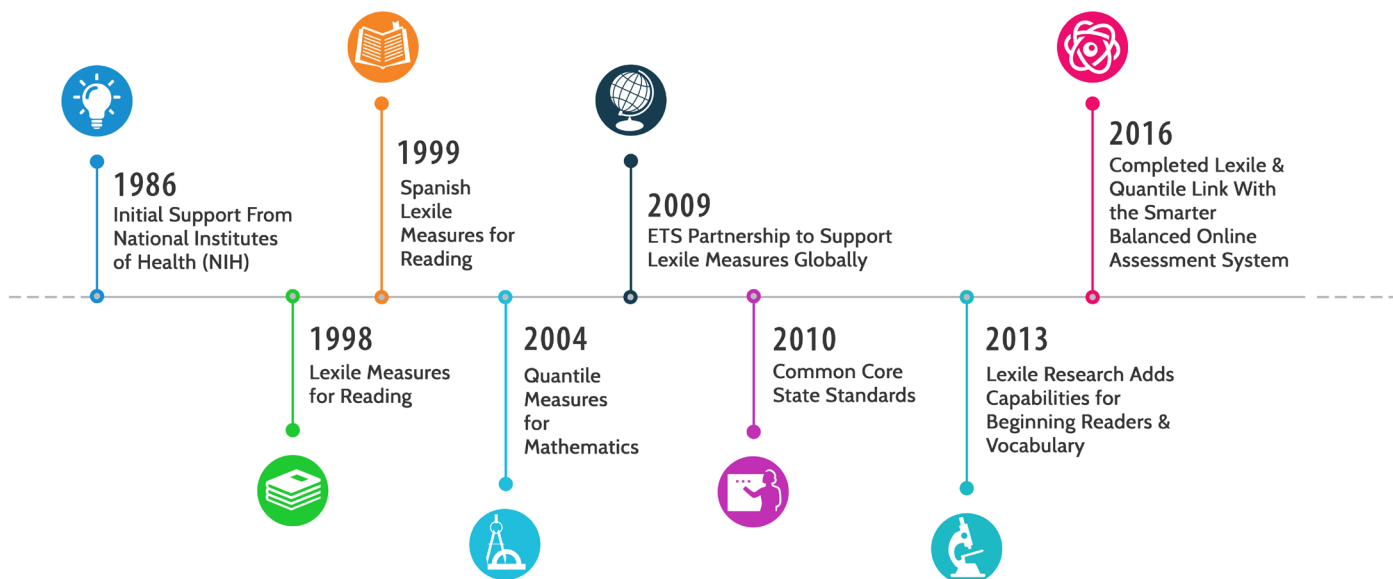 1986
Initial Support From
National Institutes
of Health (NIH)
1998
Lexile Measures
for Reading
1999
Spanish
Lexile
Measures for
Reading
2004
Quantile
Measures
for
Mathematics
2009
ETS Partnership to Support
Lexile Measures Globally
2010
Common Core
State Standards
2013
Lexile Research Adds
Capabilities for
Beginning Readers &
Vocabulary
2016
Completed Lexile &
Quantile Link With
the Smarter
Balanced Online
Assessment System